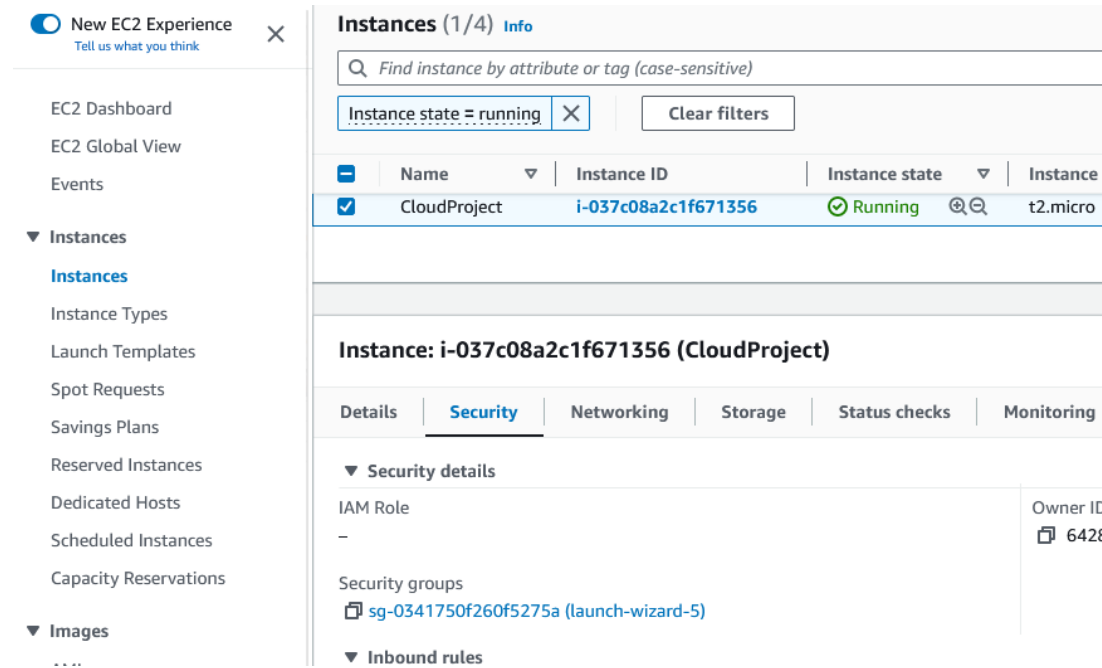 New EC2 Experience
Tell us what you think
EC2 Dashboard
EC2 Global View
Events
Instances
Instances
Instance Types
Launch Templates
Spot Requests
Savings Plans
Reserved Instances
Dedicated Hosts
Scheduled Instances
Capacity Reservations
Images
Instances (1/4) Info
Find instance by attribute or tag (case-sensitive)
Instance state = running
Clear filters
Name Instance ID Instance state Instance
CloudProject i-037c08a2c1f671356 Running t2.micro
Instance: i-037c08a2c1f671356 (CloudProject)
Details Security Networking Storage Status checks Monitoring
Security details
IAM Role Owner ID
– 6428
Security groups
sg-0341750f260f5275a (launch-wizard-5)
Inbound rules